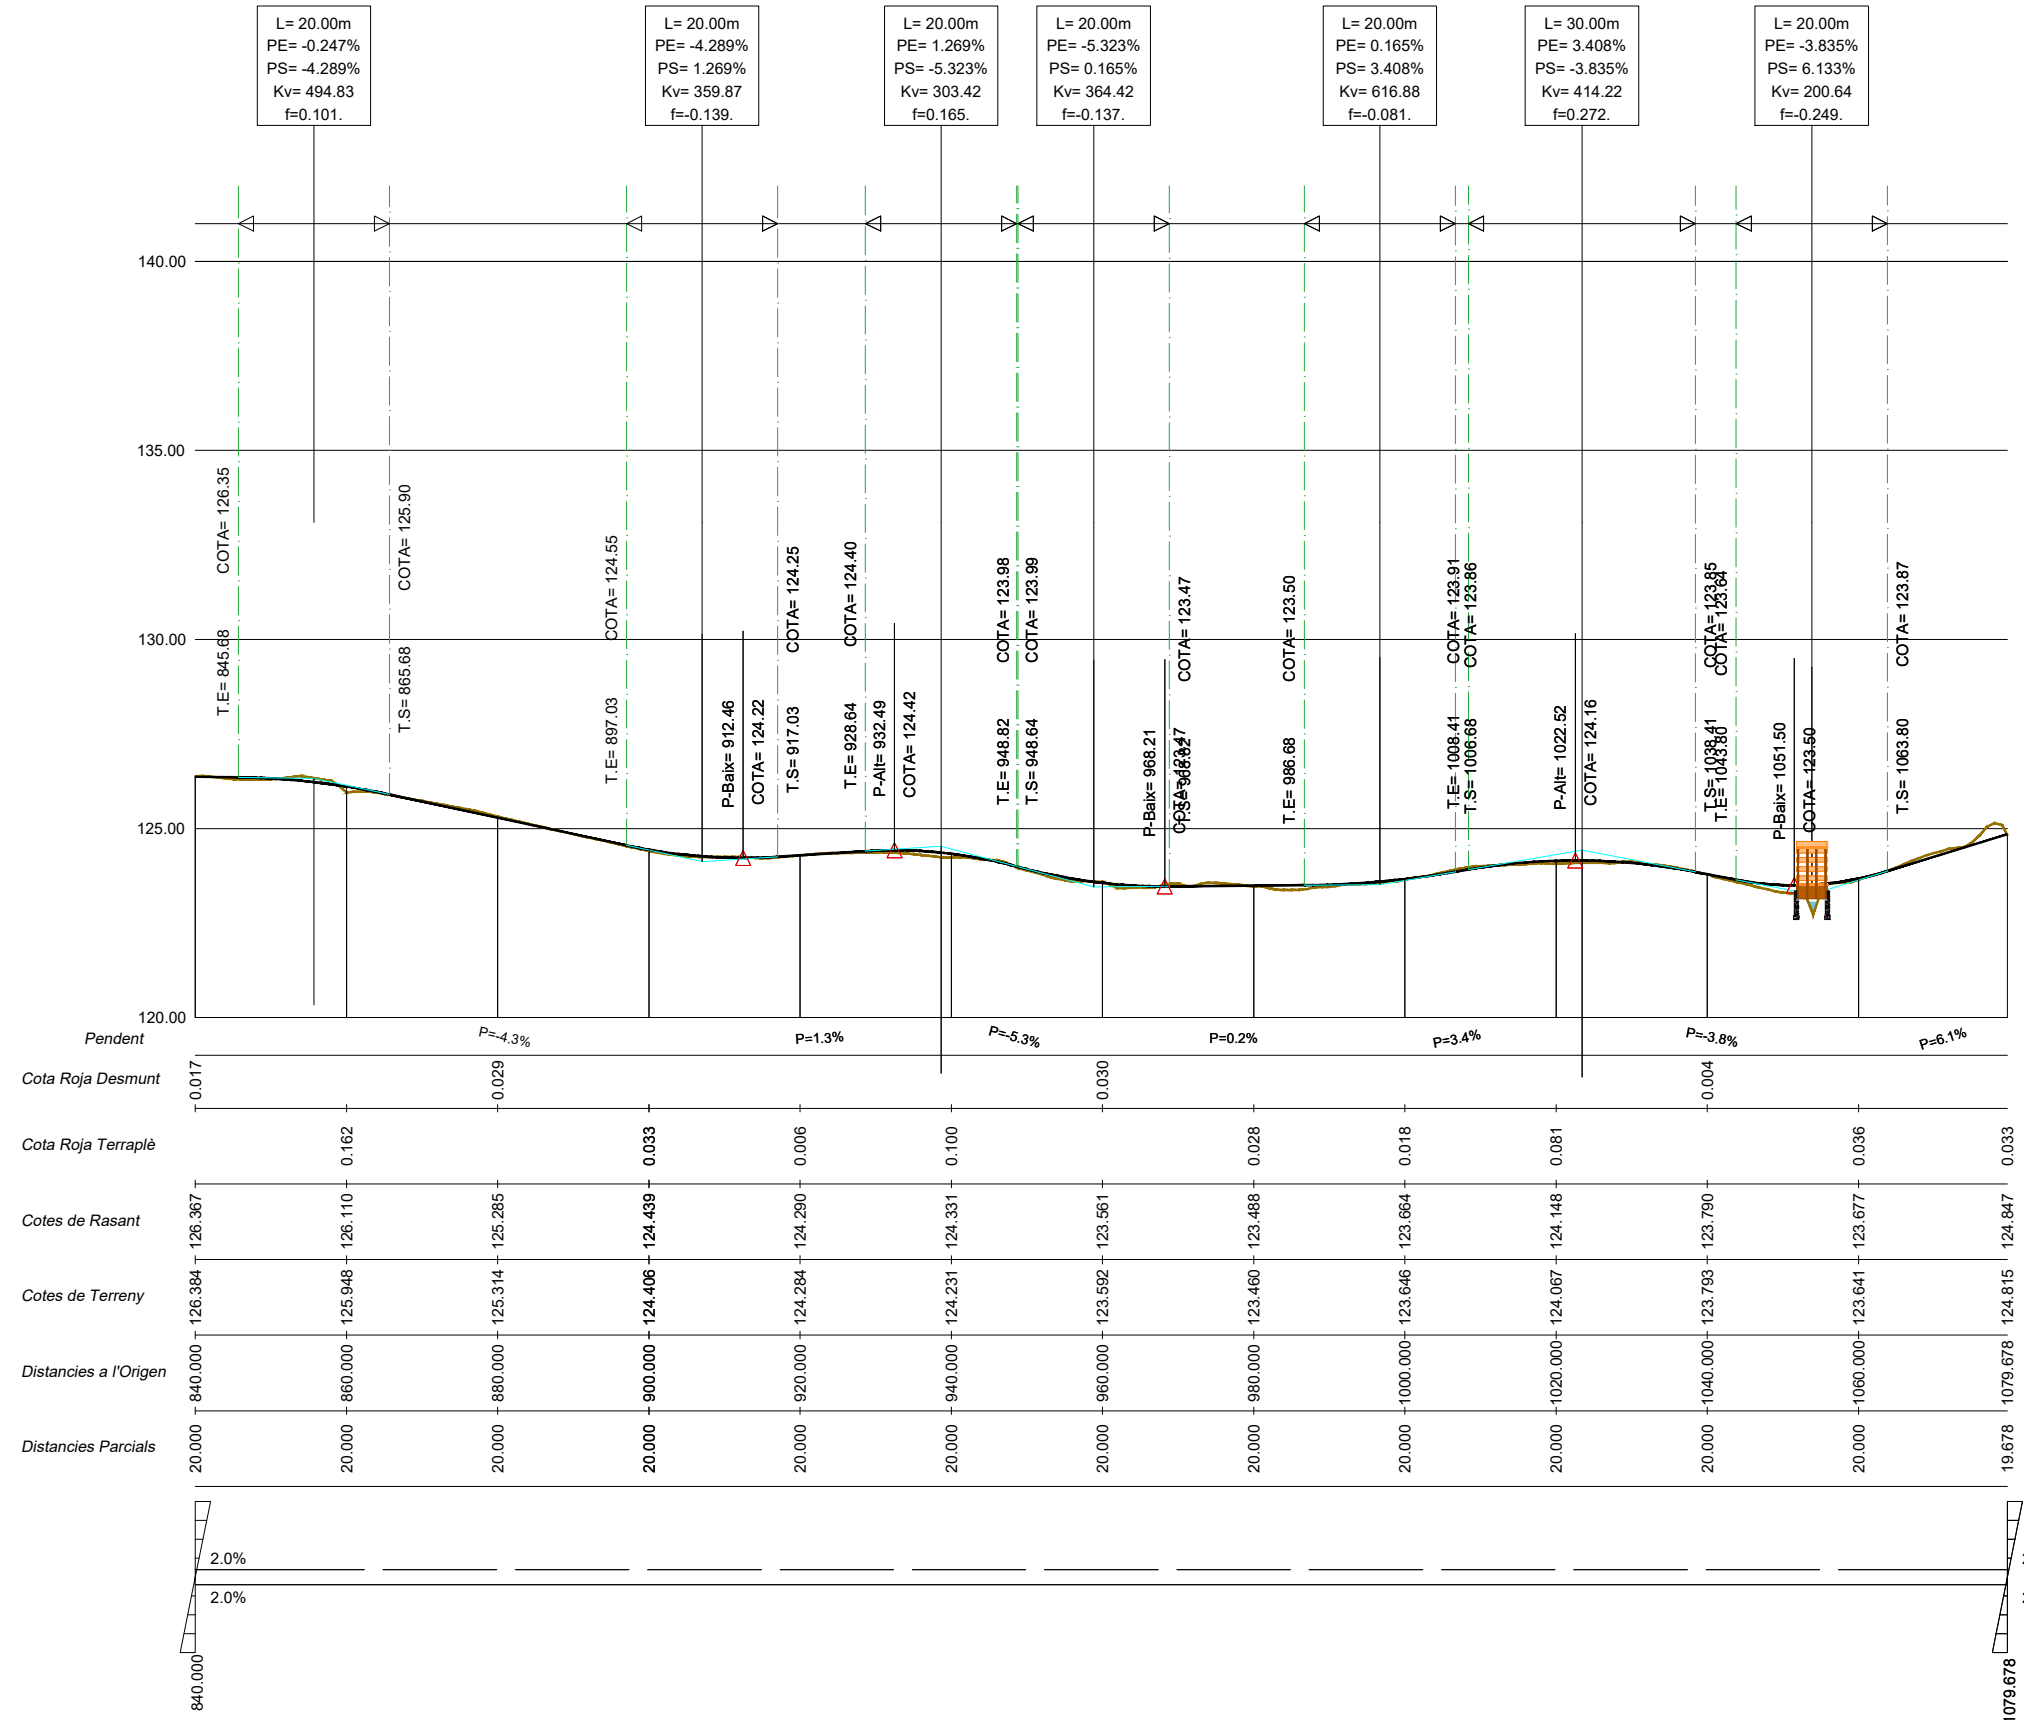 L= 20.00m
PE= -0.247%
PS= -4.289%
Kv= 494.83
f=0.101.
L= 20.00m
PE= -4.289%
PS= 1.269%
Kv= 359.87
f=-0.139.
L= 20.00m
PE= 1.269%
PS= -5.323%
Kv= 303.42
f=0.165.
L= 20.00m
PE= -5.323%
PS= 0.165%
Kv= 364.42
f=-0.137.
L= 20.00m
PE= 0.165%
PS= 3.408%
Kv= 616.88
f=-0.081.
L= 30.00m
PE= 3.408%
PS= -3.835%
Kv= 414.22
f=0.272.
L= 20.00m
PE= -3.835%
PS= 6.133%
Kv= 200.64
f=-0.249.
140.00
135.00
130.00
125.00
120.00
T.E= 845.68 COTA= 126.35
T.S= 865.68 COTA= 125.90
T.E= 897.03 COTA= 124.55
P-Baix= 912.46
COTA= 124.22
T.S= 917.03 COTA= 124.25
T.E= 928.64 COTA= 124.40
P-Alt= 932.49
COTA= 124.42
T.E= 948.82 COTA= 123.98
T.S= 948.64 COTA= 123.99
P-Baix= 968.21
COTA= 123.47
T.S= 968.82 COTA= 123.47
T.E= 986.68 COTA= 123.50
T.E= 1008.41 COTA= 123.91
T.S= 1006.68 COTA= 123.86
P-Alt= 1022.52
COTA= 124.16
T.S= 1038.41 COTA= 123.85
T.E= 1043.80 COTA= 123.64
P-Baix= 1051.50
COTA= 123.50
T.S= 1063.80 COTA= 123.87
Pendent P=-4.3% P=1.3% P=-5.3% P=0.2% P=3.4% P=-3.8% P=6.1%
Cota Roja Desmunt 0.017 0.029 0.030 0.004
Cota Roja Terraplè 0.162 0.033 0.006 0.100 0.028 0.018 0.081 0.036 0.033
Cotes de Rasant 126.367 126.110 125.285 124.439 124.290 124.331 123.561 123.488 123.664 124.148 123.790 123.677 124.847
Cotes de Terreny 126.384 125.948 125.314 124.406 124.284 124.231 123.592 123.460 123.646 124.067 123.793 123.641 124.815
Distancies a l'Origen 840.000 860.000 880.000 900.000 920.000 940.000 960.000 980.000 1000.000 1020.000 1040.000 1060.000 1079.678
Distancies Parcials 20.000 20.000 20.000 20.000 20.000 20.000 20.000 20.000 20.000 20.000 20.000 20.000 19.678
2.0%
2.0%
840.000
1079.678